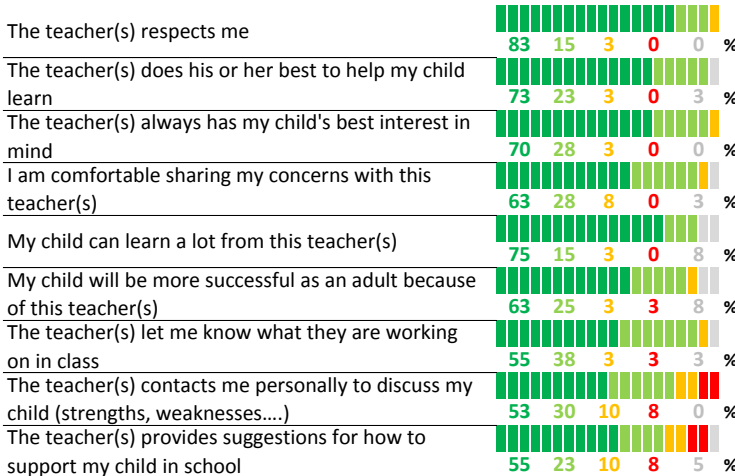 The teacher(s) respects me
83 15 3 0 0 %
The teacher(s) does his or her best to help my child
learn
73 23 3 0 3 %
The teacher(s) always has my child's best interest in
mind
70 28 3 0 0 %
I am comfortable sharing my concerns with this
teacher(s)
63 28 8 0 3 %
My child can learn a lot from this teacher(s)
75 15 3 0 8 %
My child will be more successful as an adult because
of this teacher(s)
63 25 3 3 8 %
The teacher(s) let me know what they are working
on in class
55 38 3 3 3 %
The teacher(s) contacts me personally to discuss my
child (strengths, weaknesses….)
53 30 10 8 0 %
The teacher(s) provides suggestions for how to
support my child in school
55 23 10 8 5 %